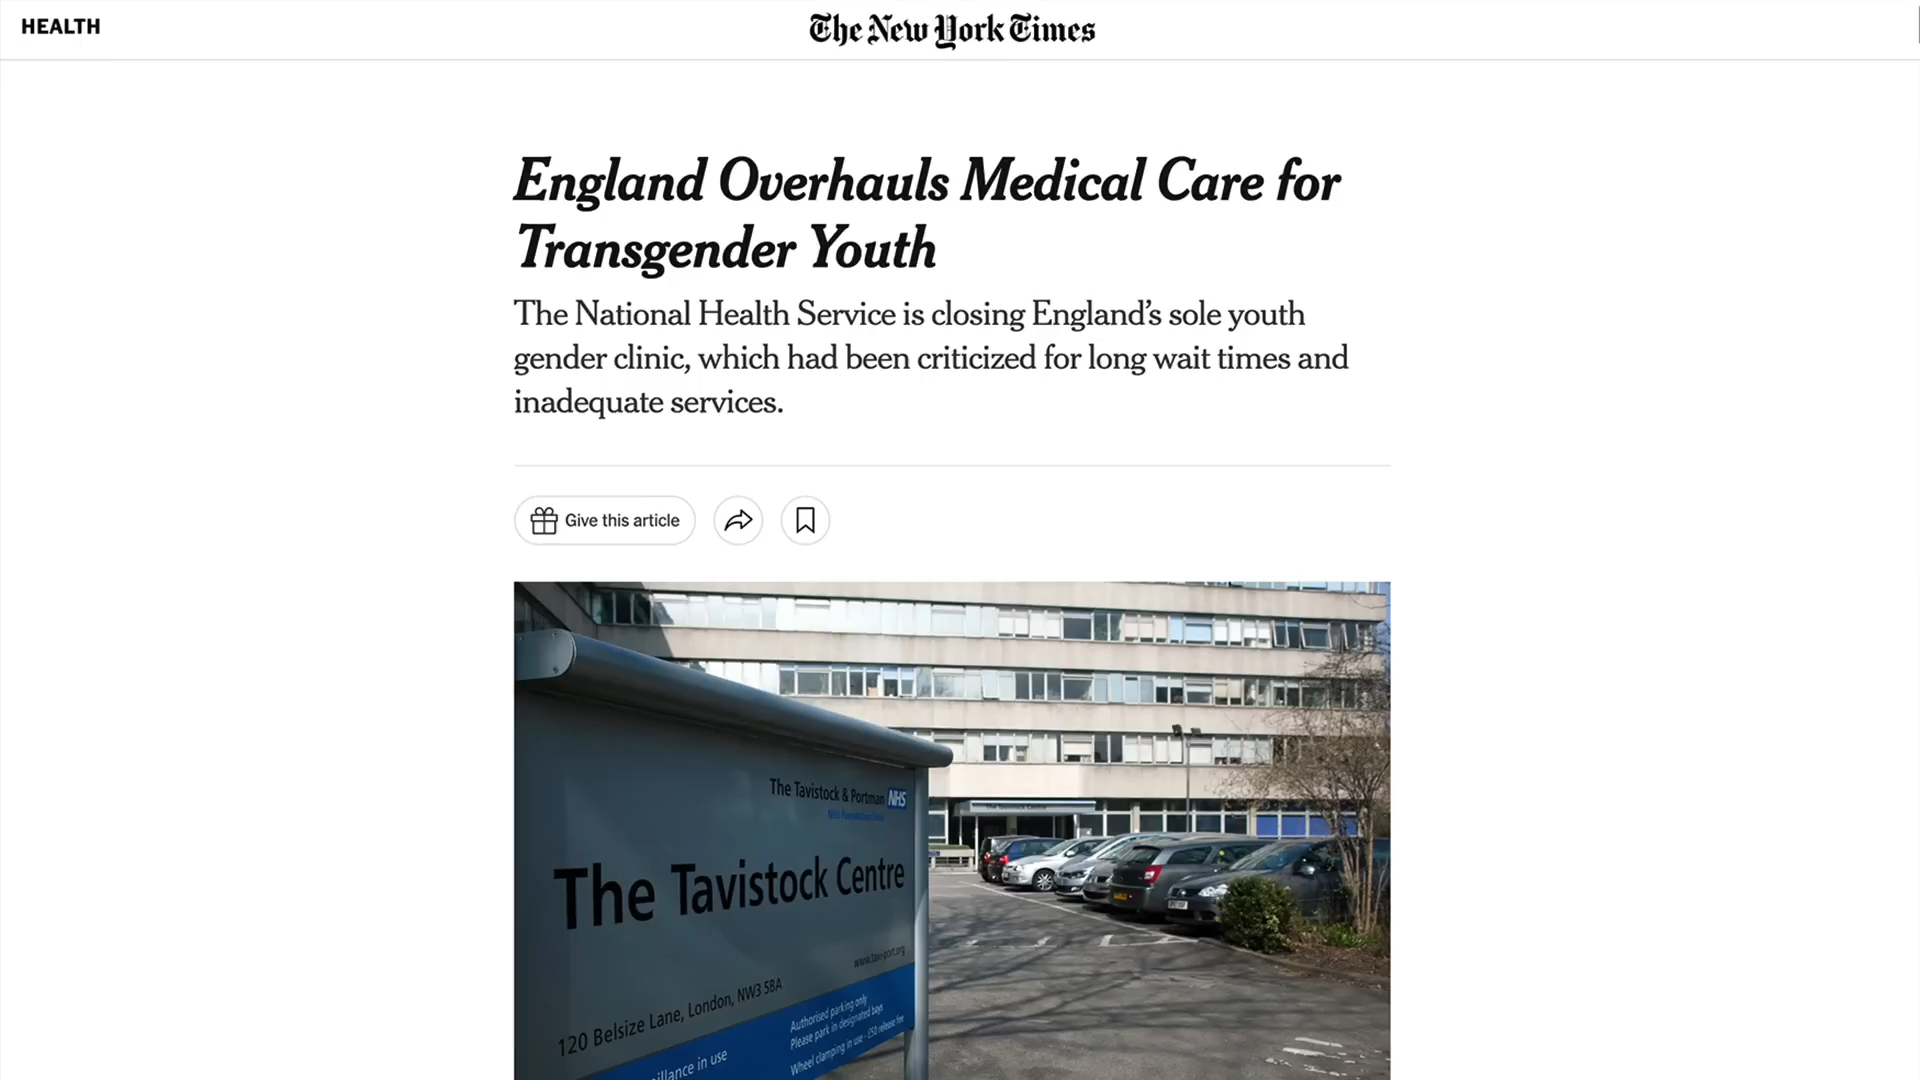 HEALTH
The New York Times
England Overhauls Medical Care for
Transgender Youth
The National Health Service is closing England’s sole youth
gender clinic, which had been criticized for long wait times and
inadequate services.
Give this article
The Tavistock & Portman NHS
NHS Foundation Trust
The Tavistock Centre
www.tavi-port.org
120 Belsize Lane, London, NW3 5BA
Authorised parking only
Please park in designated bays
Wheel clamping in use - £50 release fee
in use
The Tavistock Centre